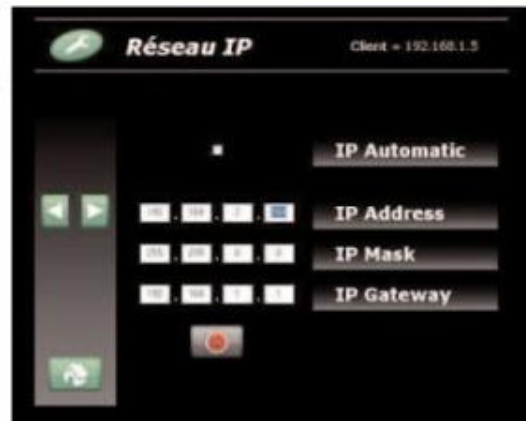 Réseau IP
Client = 192.168.1.5
IP Automatic
IP Address
IP Mask
IP Gateway